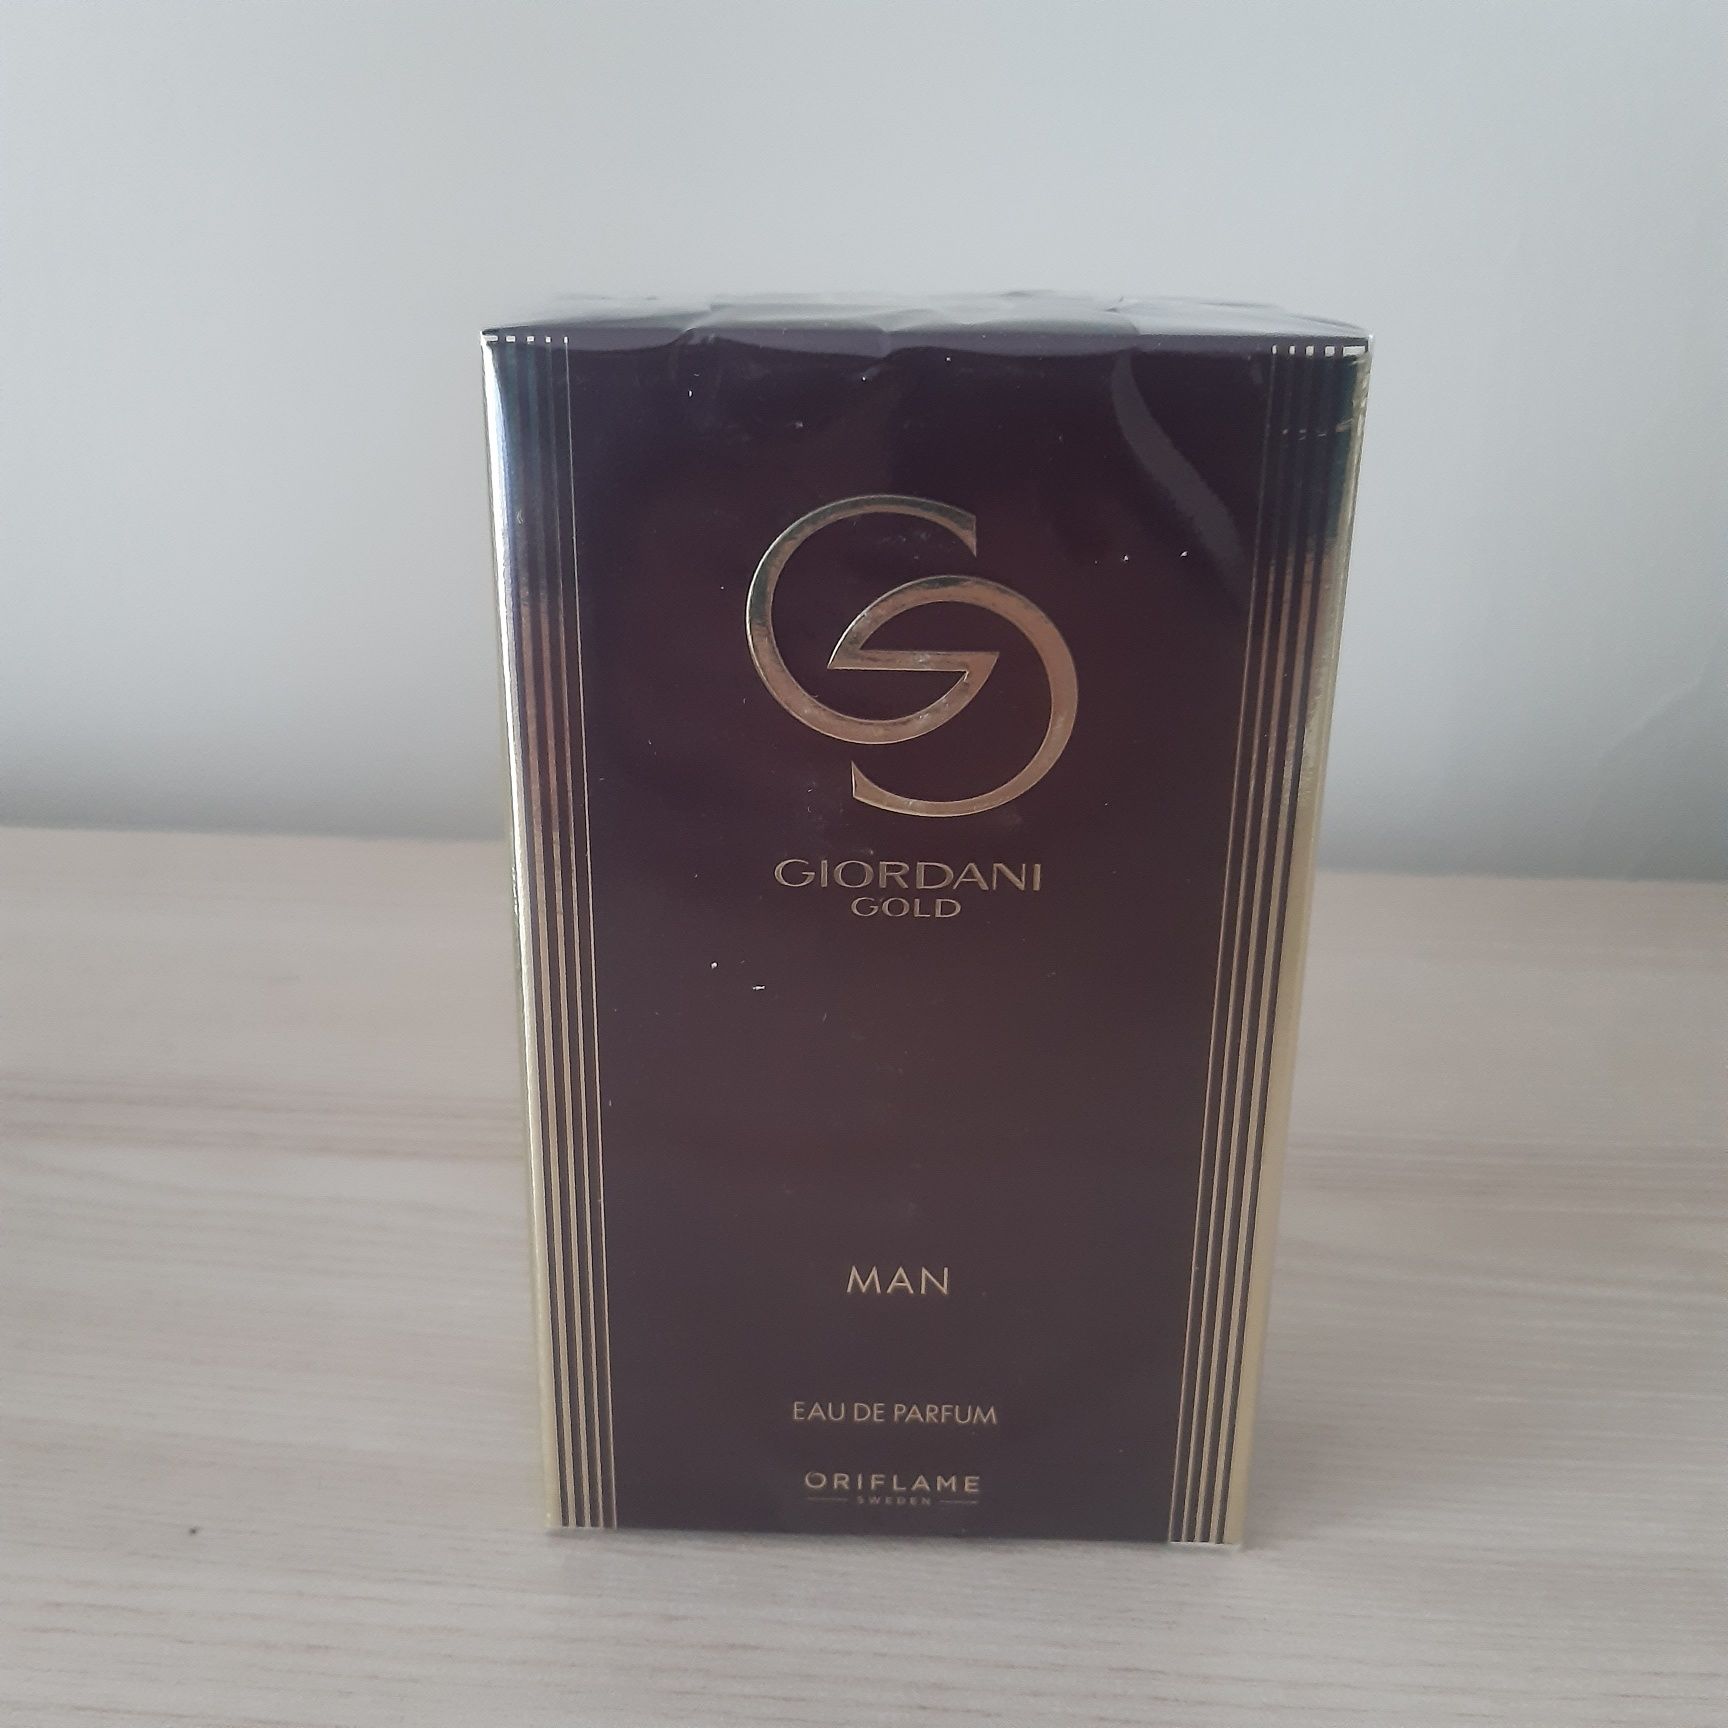 GIORDANI
GOLD
MAN
EAU DE PARFUM
ORIFLAME
SWEDEN